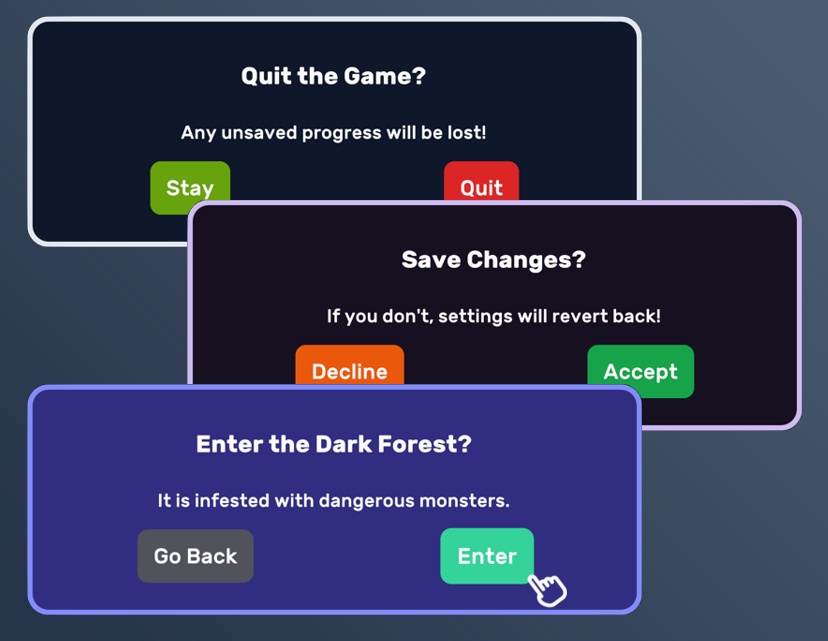 Quit the Game?
Any unsaved progress will be lost!
Stay Quit
Save Changes?
If you don't, settings will revert back!
Decline Accept
Enter the Dark Forest?
It is infested with dangerous monsters.
Go Back Enter